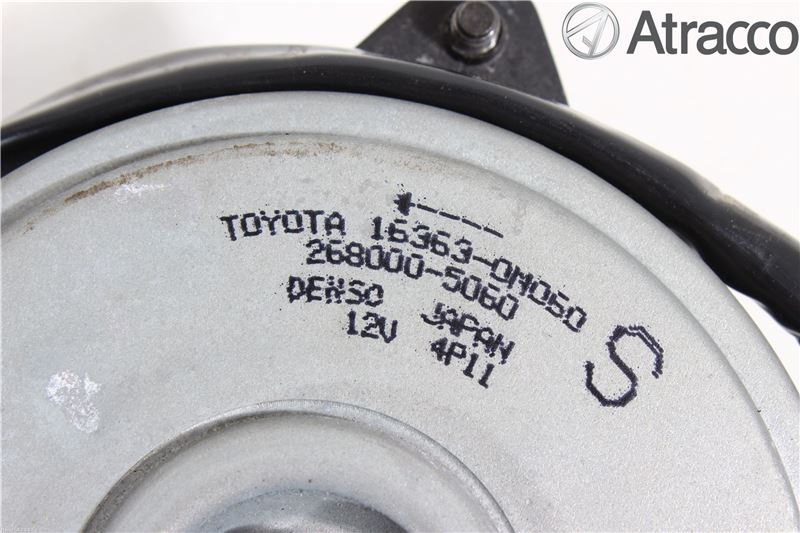 Atracco
TOYOTA 16363-0M050
268000-5060
DENSO JAPAN
12V 4P11
S